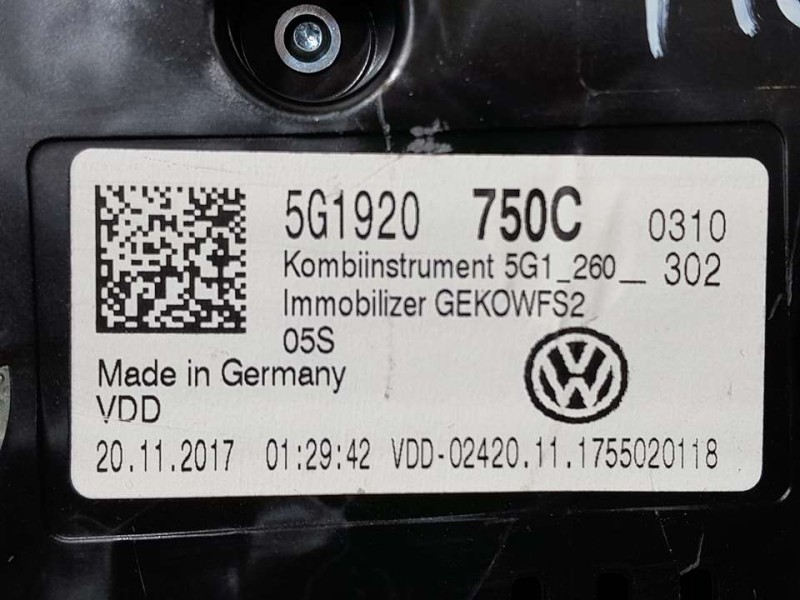 5G1920 750C 0310
Kombiinstrument 5G1_260__ 302
Immobilizer GEKOWFS2
05S
Made in Germany
VDD
20.11.2017 01:29:42 VDD-02420.11.1755020118